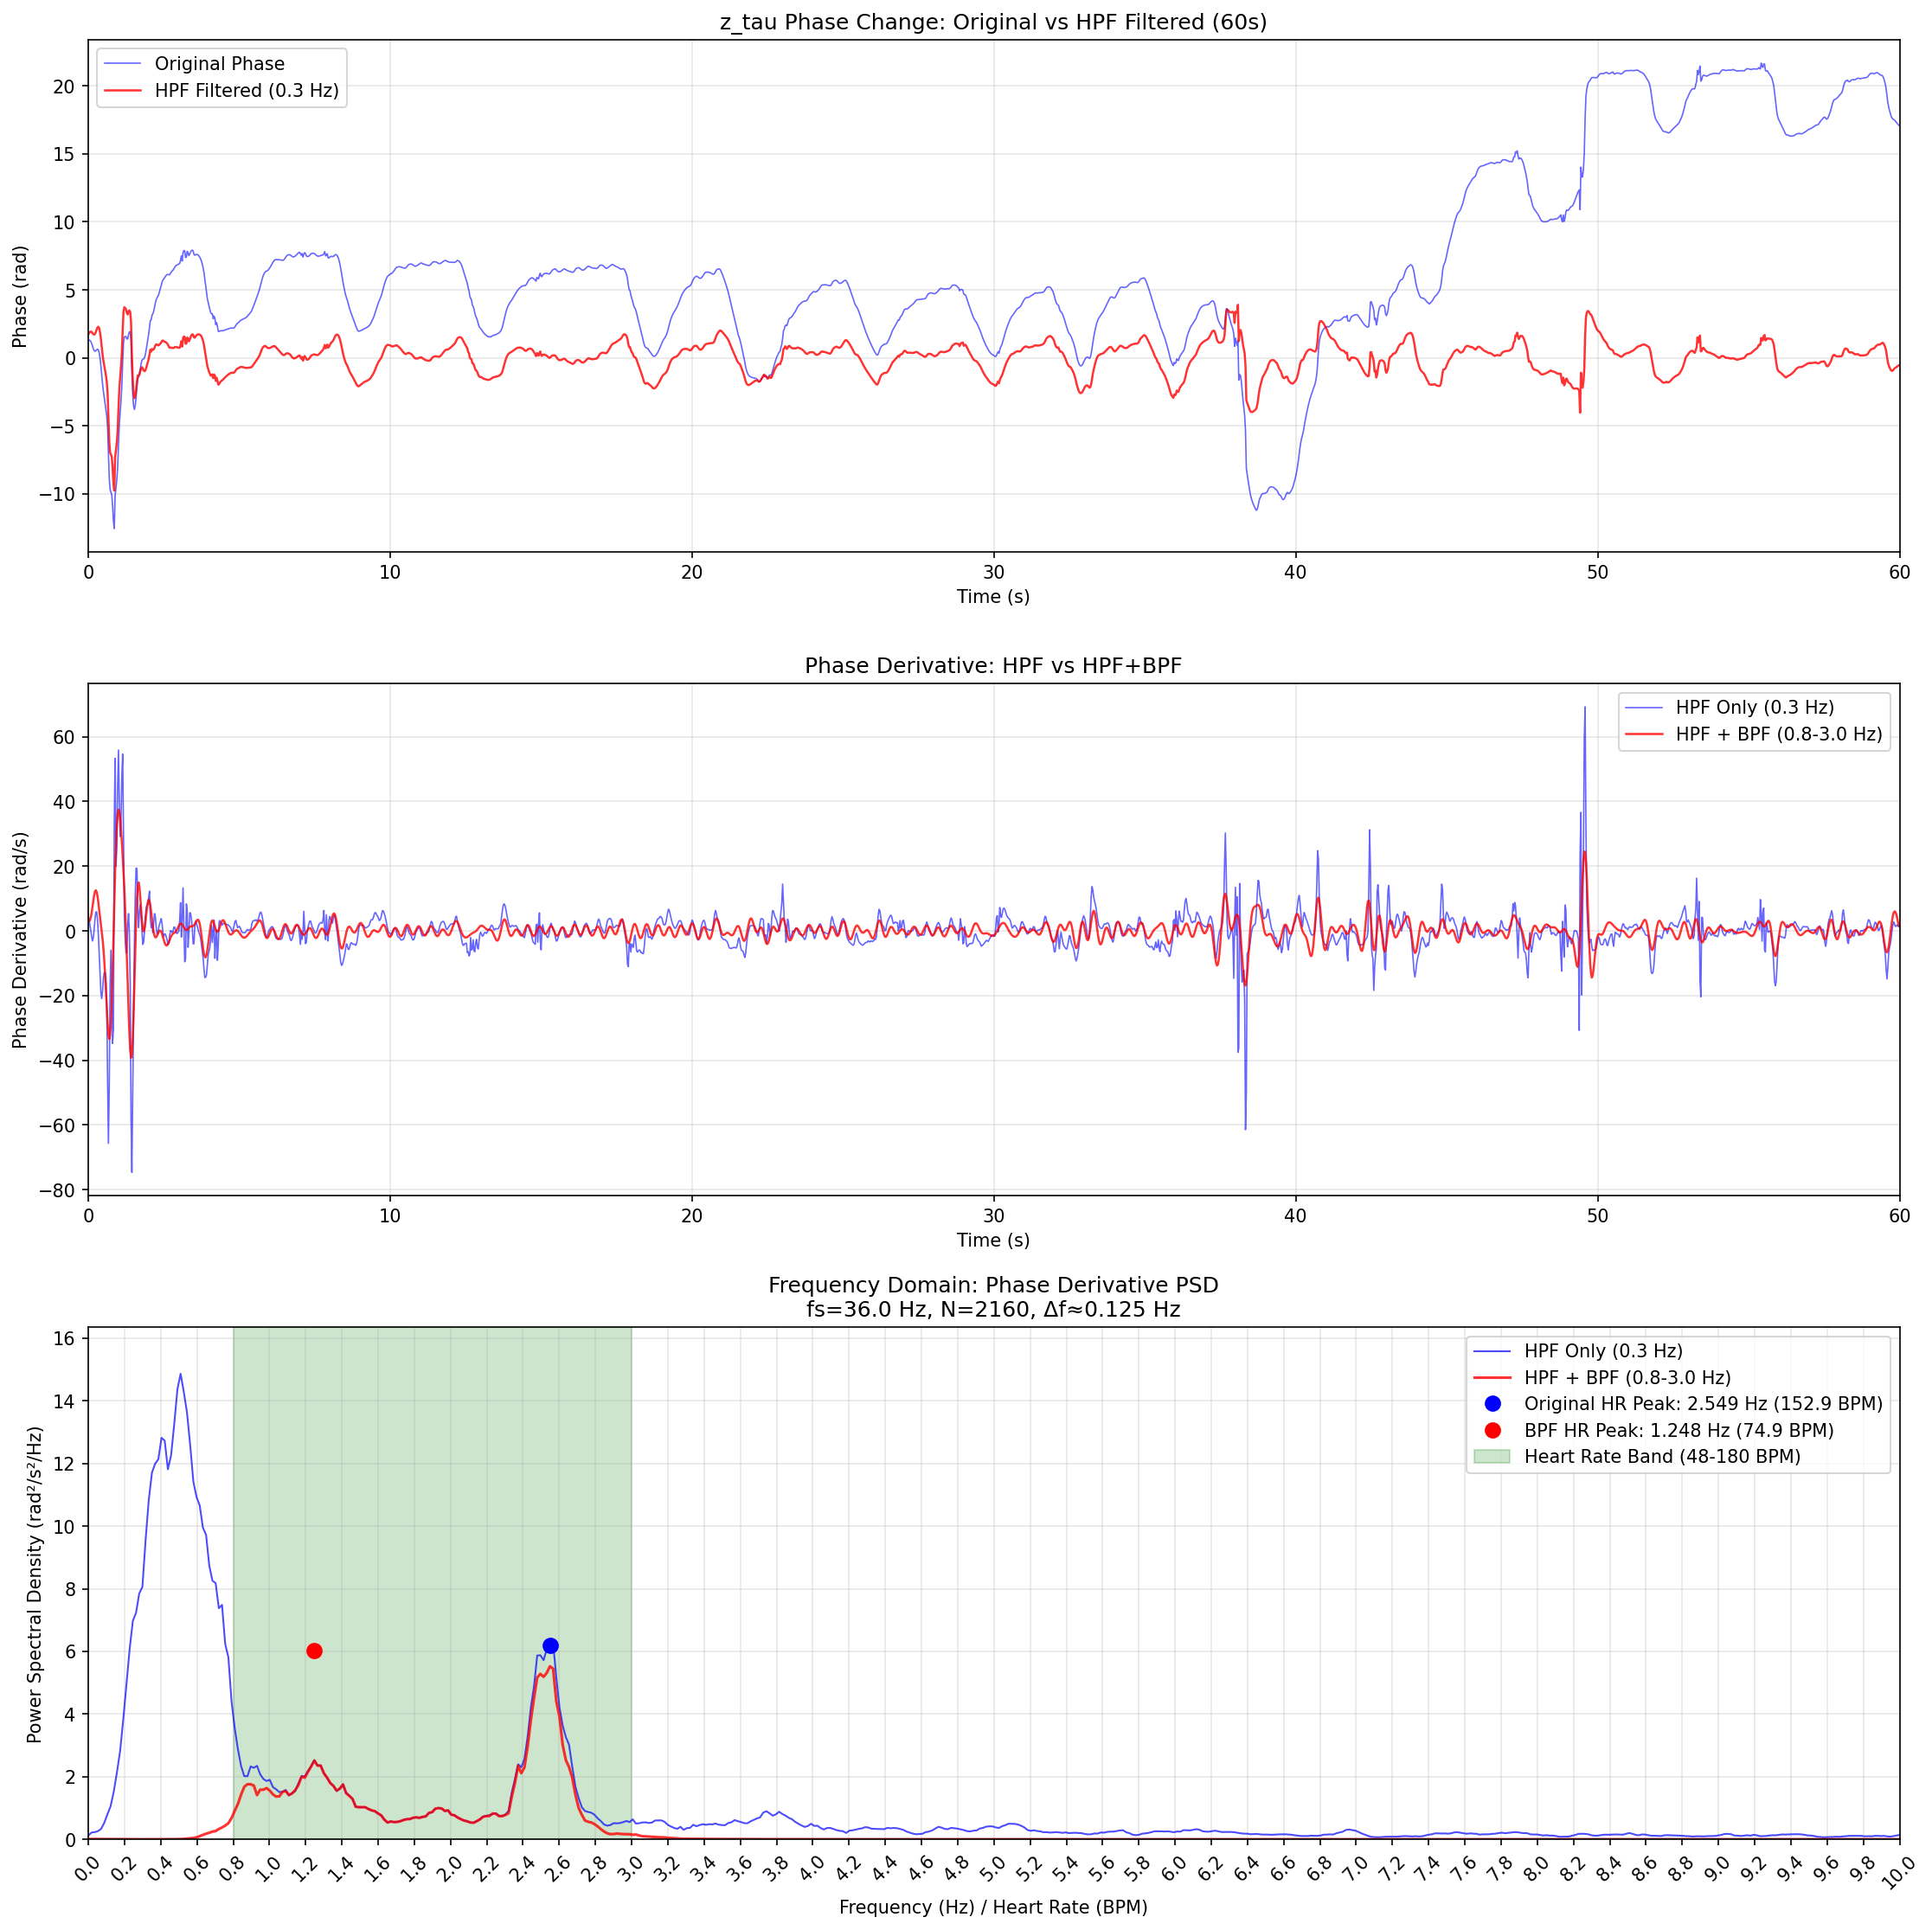 z_tau Phase Change: Original vs HPF Filtered (60s)
Original Phase
HPF Filtered (0.3 Hz)
Phase (rad)
20
15
10
5
0
−5
−10
0 10 20 30 40 50 60
Time (s)
Phase Derivative: HPF vs HPF+BPF
HPF Only (0.3 Hz)
HPF + BPF (0.8-3.0 Hz)
Phase Derivative (rad/s)
60
40
20
0
−20
−40
−60
−80
0 10 20 30 40 50 60
Time (s)
Frequency Domain: Phase Derivative PSD
fs=36.0 Hz, N=2160, Δf≈0.125 Hz
HPF Only (0.3 Hz)
HPF + BPF (0.8-3.0 Hz)
Original HR Peak: 2.549 Hz (152.9 BPM)
BPF HR Peak: 1.248 Hz (74.9 BPM)
Heart Rate Band (48-180 BPM)
Power Spectral Density (rad²/s²/Hz)
16
14
12
10
8
6
4
2
0
0.0 0.2 0.4 0.6 0.8 1.0 1.2 1.4 1.6 1.8 2.0 2.2 2.4 2.6 2.8 3.0 3.2 3.4 3.6 3.8 4.0 4.2 4.4 4.6 4.8 5.0 5.2 5.4 5.6 5.8 6.0 6.2 6.4 6.6 6.8 7.0 7.2 7.4 7.6 7.8 8.0 8.2 8.4 8.6 8.8 9.0 9.2 9.4 9.6 9.8 10.0
Frequency (Hz) / Heart Rate (BPM)